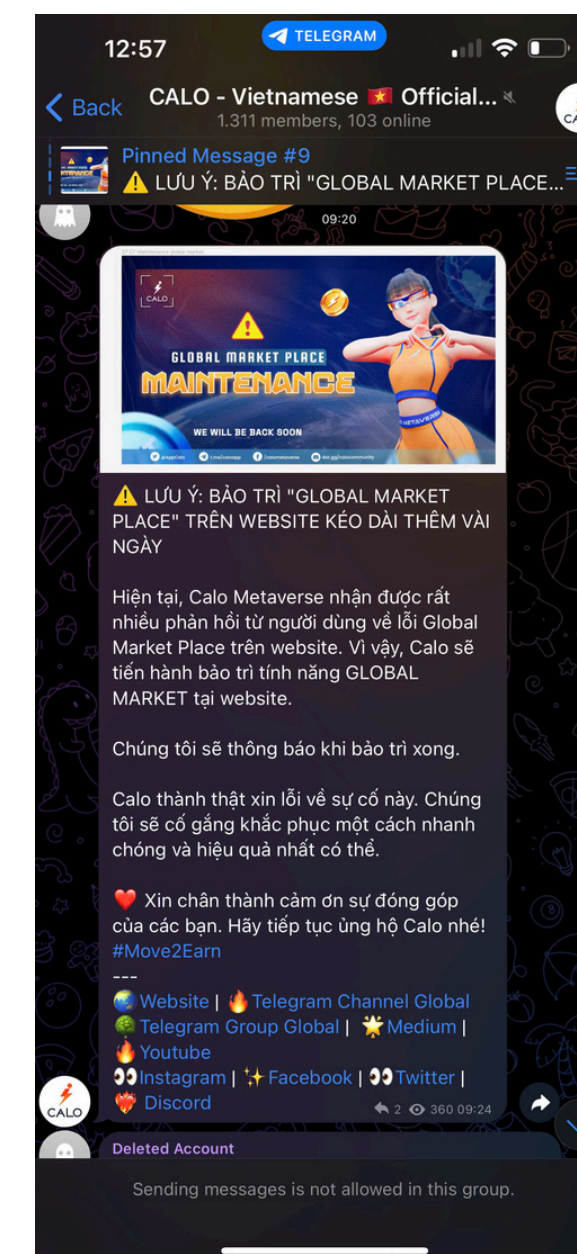 12:57
TELEGRAM
Back
CALO - Vietnamese 🇻🇳 Official...
1.311 members, 103 online
Pinned Message #9
⚠️ LƯU Ý: BẢO TRÌ "GLOBAL MARKET PLACE...
09:20
CALO
GLOBAL MARKET PLACE
MAINTENANCE
WE WILL BE BACK SOON
METAVERSE
⚠️ LƯU Ý: BẢO TRÌ "GLOBAL MARKET
PLACE" TRÊN WEBSITE KÉO DÀI THÊM VÀI
NGÀY
Hiện tại, Calo Metaverse nhận được rất
nhiều phản hồi từ người dùng về lỗi Global
Market Place trên website. Vì vậy, Calo sẽ
tiến hành bảo trì tính năng GLOBAL
MARKET tại website.
Chúng tôi sẽ thông báo khi bảo trì xong.
Calo thành thật xin lỗi về sự cố này. Chúng
tôi sẽ cố gắng khắc phục một cách nhanh
chóng và hiệu quả nhất có thể.
❤️ Xin chân thành cảm ơn sự đóng góp
của các bạn. Hãy tiếp tục ủng hộ Calo nhé!
#Move2Earn
---
🌏Website | 🔥Telegram Channel Global
🌳Telegram Group Global | 🌟Medium |
🔥Youtube
👀Instagram | ✨Facebook | 👀Twitter |
❤️‍🔥 Discord
2 360 09:24
CALO
Deleted Account
Sending messages is not allowed in this group.